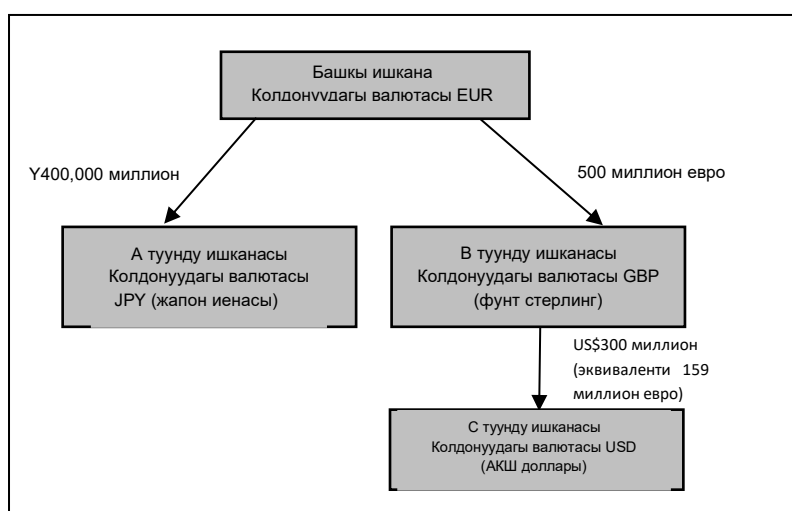 Башкы ишкана
Колдонуудагы валютасы EUR
Y400,000 миллион
500 миллион евро
А туунду ишканасы
Колдонуудагы валютасы
JPY (жапон иенасы)
В туунду ишканасы
Колдонуудагы валютасы GBP
(фунт стерлинг)
US$300 миллион
(эквиваленти 159
миллион евро)
С туунду ишканасы
Колдонуудагы валютасы USD
(АКШ доллары)